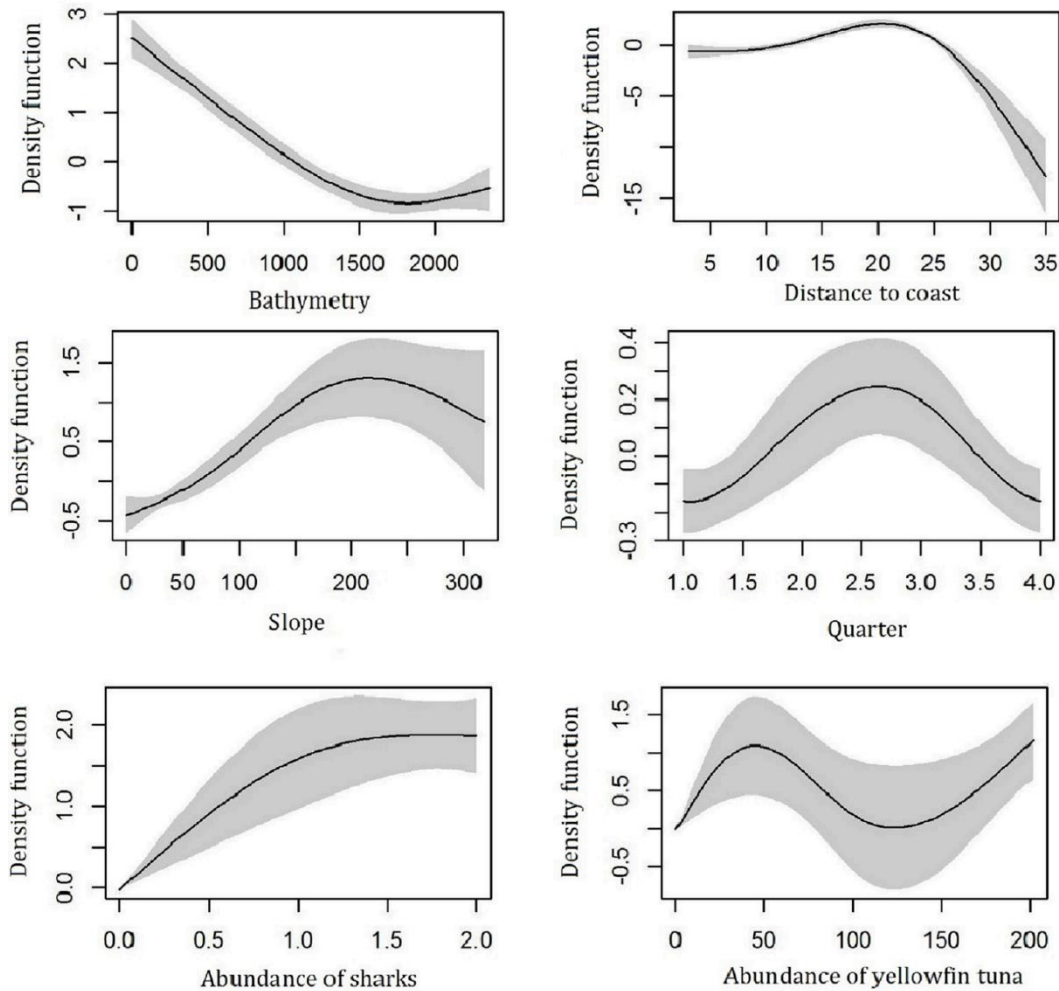 Density function
3
2
1
0
-1
0 500 1000 1500 2000
Bathymetry
Density function
0
-5
-15
5 10 15 20 25 30 35
Distance to coast
Density function
1.5
0.5
-0.5
0 50 100 200 300
Slope
Density function
0.4
0.2
0.0
-0.3
1.0 1.5 2.0 2.5 3.0 3.5 4.0
Quarter
Density function
2.0
1.0
0.0
0.0 0.5 1.0 1.5 2.0
Abundance of sharks
Density function
1.5
0.5
-0.5
0 50 100 150 200
Abundance of yellowfin tuna